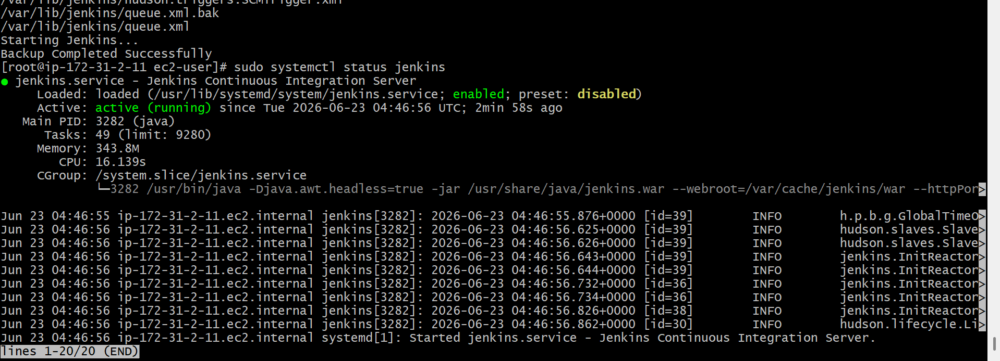 /var/lib/jenkins/hudson.triggers.SCMTrigger.xml
/var/lib/jenkins/queue.xml.bak
/var/lib/jenkins/queue.xml
Starting Jenkins...
Backup Completed Successfully
[root@ip-172-31-2-11 ec2-user]# sudo systemctl status jenkins
● jenkins.service - Jenkins Continuous Integration Server
     Loaded: loaded (/usr/lib/systemd/system/jenkins.service; enabled; preset: disabled)
     Active: active (running) since Tue 2026-06-23 04:46:56 UTC; 2min 58s ago
   Main PID: 3282 (java)
      Tasks: 49 (limit: 9280)
     Memory: 343.8M
        CPU: 16.139s
     CGroup: /system.slice/jenkins.service
             └─3282 /usr/bin/java -Djava.awt.headless=true -jar /usr/share/java/jenkins.war --webroot=/var/cache/jenkins/war --httpPor>
Jun 23 04:46:55 ip-172-31-2-11.ec2.internal jenkins[3282]: 2026-06-23 04:46:55.876+0000 [id=39]        INFO        h.p.b.g.GlobalTimeO>
Jun 23 04:46:56 ip-172-31-2-11.ec2.internal jenkins[3282]: 2026-06-23 04:46:56.625+0000 [id=39]        INFO        hudson.slaves.Slave>
Jun 23 04:46:56 ip-172-31-2-11.ec2.internal jenkins[3282]: 2026-06-23 04:46:56.626+0000 [id=39]        INFO        hudson.slaves.Slave>
Jun 23 04:46:56 ip-172-31-2-11.ec2.internal jenkins[3282]: 2026-06-23 04:46:56.643+0000 [id=39]        INFO        jenkins.InitReactor>
Jun 23 04:46:56 ip-172-31-2-11.ec2.internal jenkins[3282]: 2026-06-23 04:46:56.644+0000 [id=39]        INFO        jenkins.InitReactor>
Jun 23 04:46:56 ip-172-31-2-11.ec2.internal jenkins[3282]: 2026-06-23 04:46:56.732+0000 [id=36]        INFO        jenkins.InitReactor>
Jun 23 04:46:56 ip-172-31-2-11.ec2.internal jenkins[3282]: 2026-06-23 04:46:56.734+0000 [id=36]        INFO        jenkins.InitReactor>
Jun 23 04:46:56 ip-172-31-2-11.ec2.internal jenkins[3282]: 2026-06-23 04:46:56.826+0000 [id=38]        INFO        jenkins.InitReactor>
Jun 23 04:46:56 ip-172-31-2-11.ec2.internal jenkins[3282]: 2026-06-23 04:46:56.862+0000 [id=30]        INFO        hudson.lifecycle.Li>
Jun 23 04:46:56 ip-172-31-2-11.ec2.internal systemd[1]: Started jenkins.service - Jenkins Continuous Integration Server.
lines 1-20/20 (END)